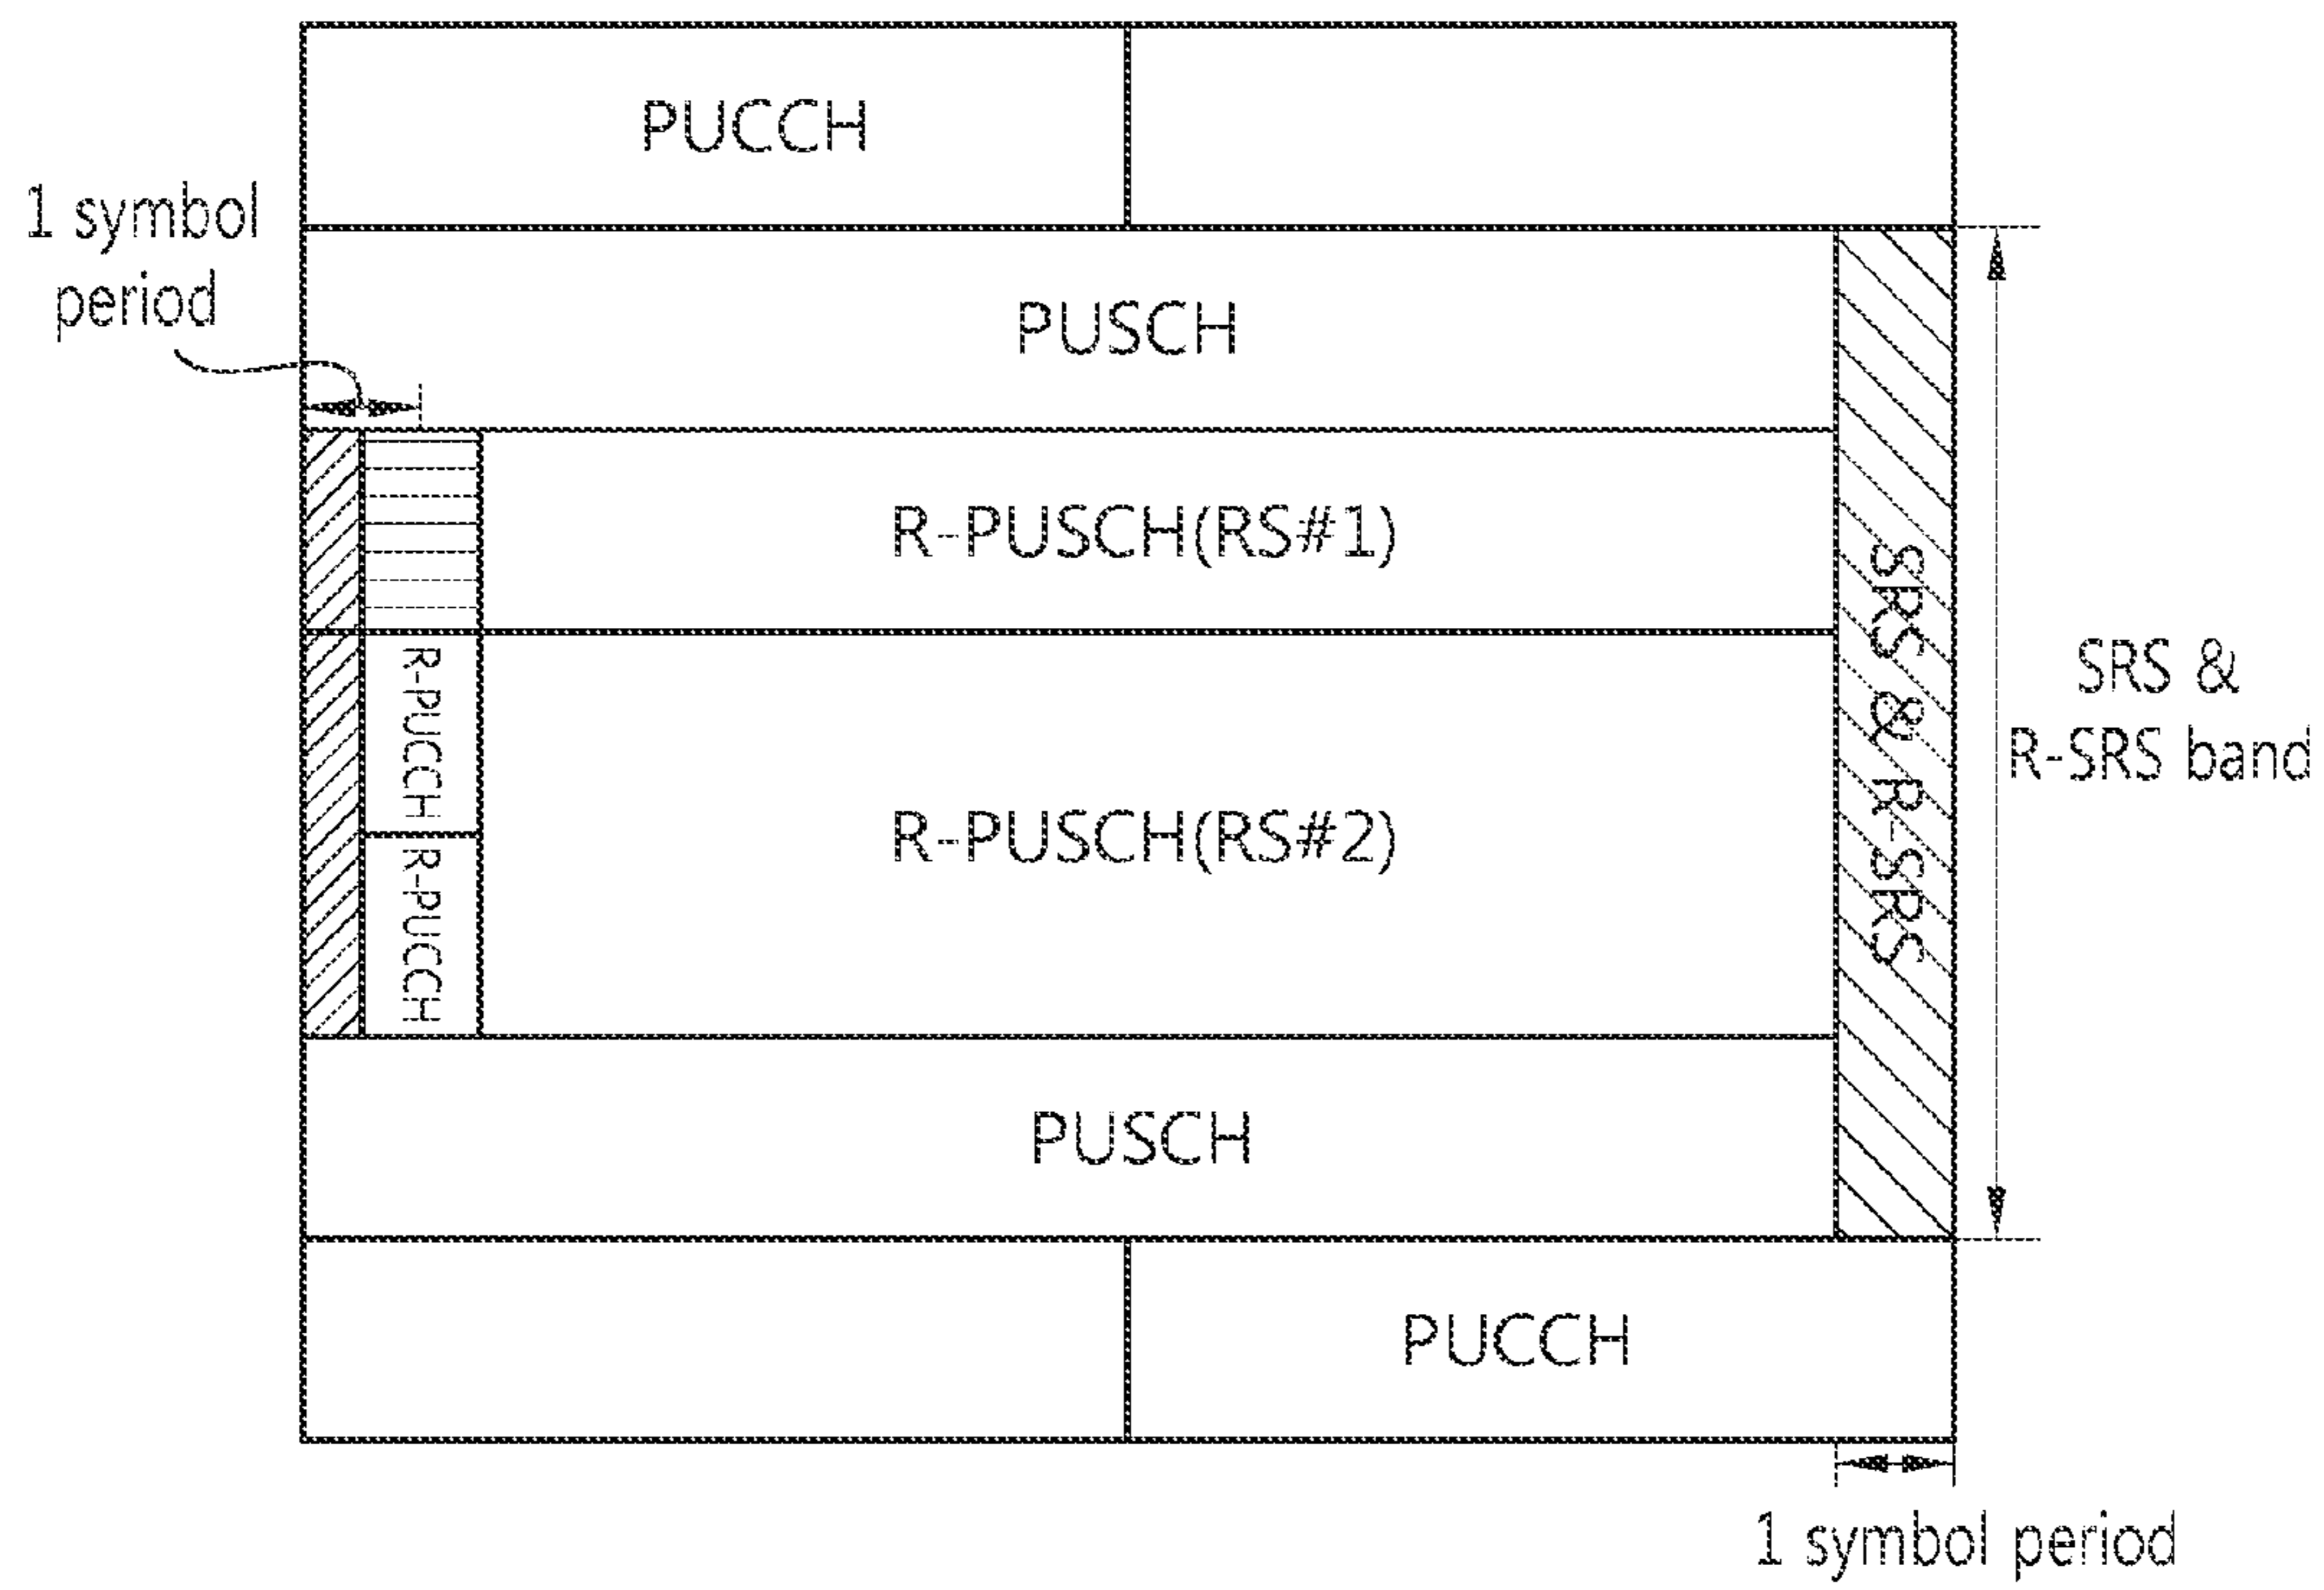 PUCCH
1 symbol
period
PUSCH
R-PUSCH(RS#1)
R-PUCCH
R-PUCCH
R-PUSCH(RS#2)
SRS & R-SRS
SRS &
R-SRS band
PUSCH
PUCCH
1 symbol period